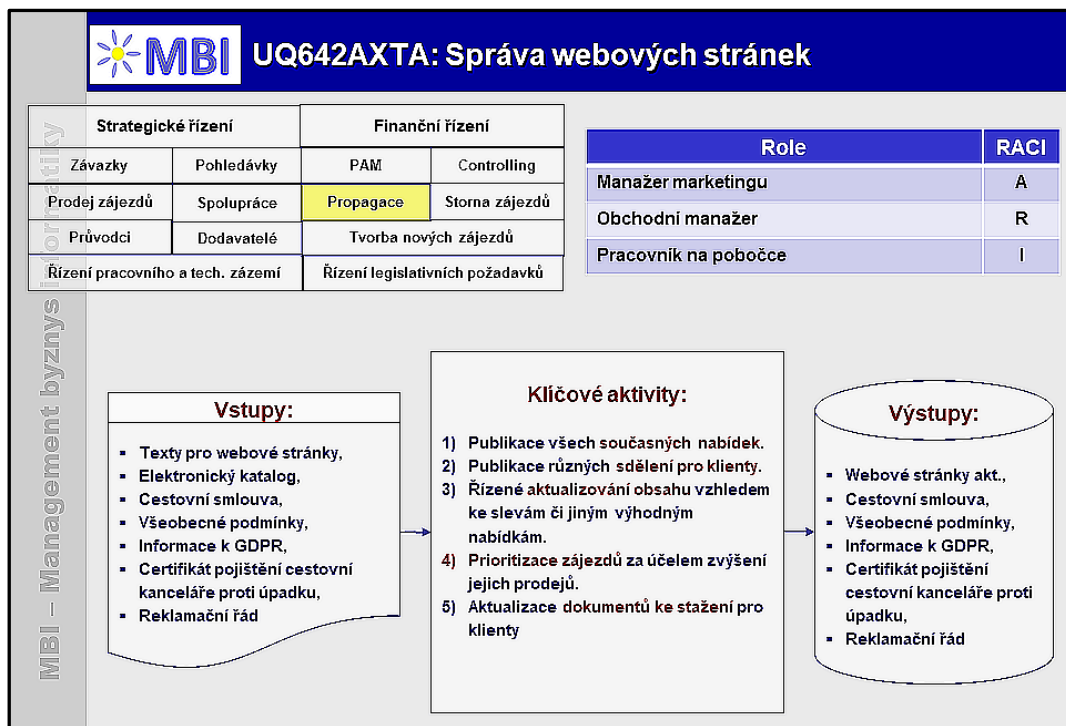 MBI
UQ642AXTA: Správa webových stránek
MBI – Management byznys informatiky
Strategické řízení
Finanční řízení
Závazky
Pohledávky
PAM
Controlling
Prodej zájezdů
Spolupráce
Propagace
Storna zájezdů
Průvodci
Dodavatelé
Tvorba nových zájezdů
Řízení pracovního a tech. zázemí
Řízení legislativních požadavků
Role
RACI
Manažer marketingu
A
Obchodní manažer
R
Pracovník na pobočce
I
Vstupy:
▪ Texty pro webové stránky,
▪ Elektronický katalog,
▪ Cestovní smlouva,
▪ Všeobecné podmínky,
▪ Informace k GDPR,
▪ Certifikát pojištění cestovní
kanceláře proti úpadku,
▪ Reklamační řád
Klíčové aktivity:
1) Publikace všech současných nabídek.
2) Publikace různých sdělení pro klienty.
3) Řízené aktualizování obsahu vzhledem
ke slevám či jiným výhodným
nabídkám.
4) Prioritizace zájezdů za účelem zvýšení
jejich prodejů.
5) Aktualizace dokumentů ke stažení pro
klienty
Výstupy:
▪ Webové stránky akt.,
▪ Cestovní smlouva,
▪ Všeobecné podmínky,
▪ Informace k GDPR,
▪ Certifikát pojištění
cestovní kanceláře proti
úpadku,
▪ Reklamační řád